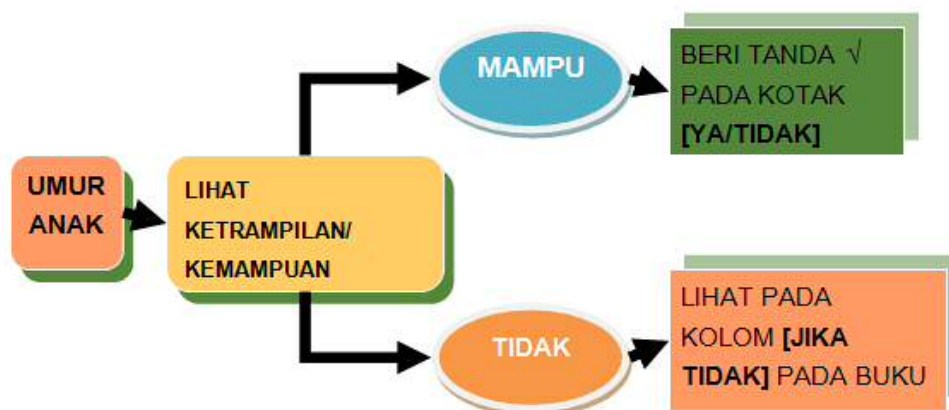 UMUR
ANAK
LIHAT
KETRAMPILAN/
KEMAMPUAN
MAMPU
BERI TANDA √
PADA KOTAK
[YA/TIDAK]
TIDAK
LIHAT PADA
KOLOM [JIKA
TIDAK] PADA BUKU